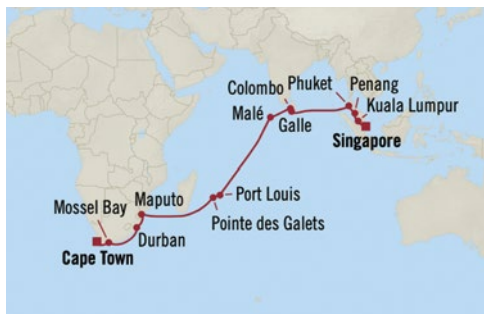 Colombo
Phuket
Penang
Kuala Lumpur
Malé
Galle
Singapore
Maputo
Port Louis
Mossel Bay
Pointe des Galets
Durban
Cape Town